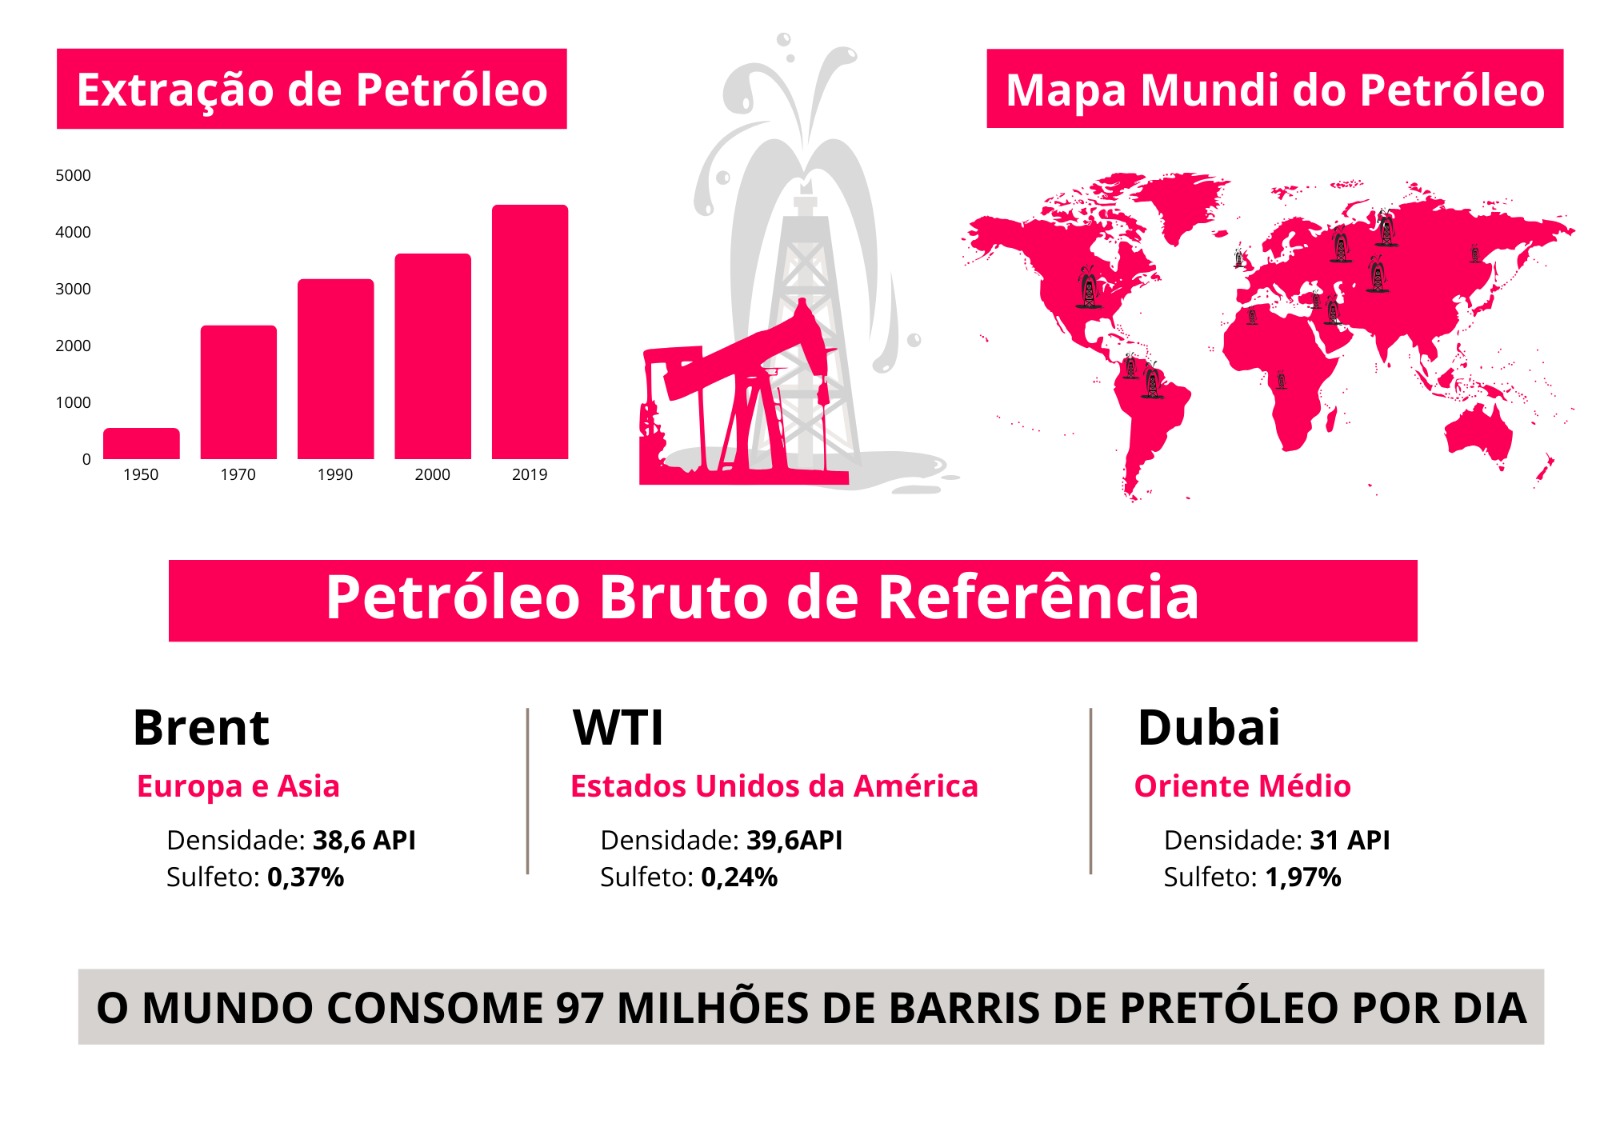 Extração de Petróleo
Mapa Mundi do Petróleo
5000
4000
3000
2000
1000
0
1950
1970
1990
2000
2019
Petróleo Bruto de Referência
Brent
Europa e Asia
Densidade: 38,6 API
Sulfeto: 0,37%
WTI
Estados Unidos da América
Densidade: 39,6API
Sulfeto: 0,24%
Dubai
Oriente Médio
Densidade: 31 API
Sulfeto: 1,97%
O MUNDO CONSOME 97 MILHÕES DE BARRIS DE PRETÓLEO POR DIA